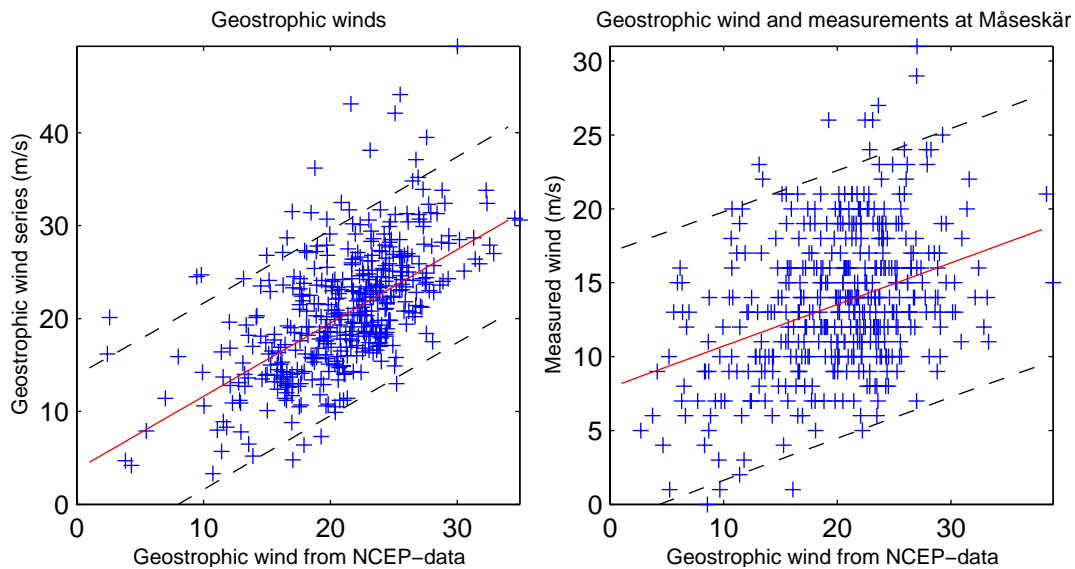 Geostrophic winds
Geostrophic wind series (m/s)
40
30
20
10
0
0 10 20 30
Geostrophic wind from NCEP−data
Geostrophic wind and measurements at Måseskär
Measured wind (m/s)
30
25
20
15
10
5
0
0 10 20 30
Geostrophic wind from NCEP−data